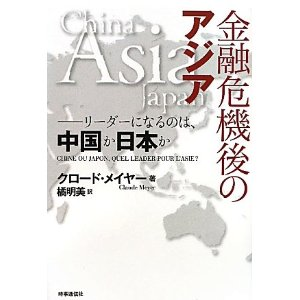 China
Asia
Japan
金融危機後の
アジア
──リーダーになるのは、
中国か日本か
CHINE OU JAPON, QUEL LEADER POUR L'ASIE?
クロード・メイヤー 著
Claude Meyer
橘明美 訳
時事通信社